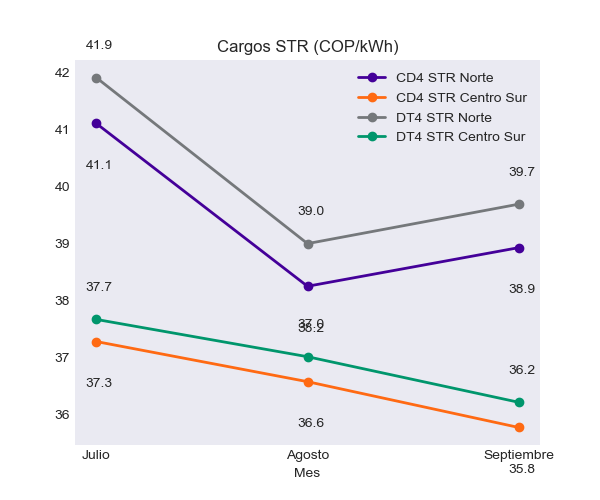 Cargos STR (COP/kWh)
41.9
42
CD4 STR Norte
CD4 STR Centro Sur
DT4 STR Norte
DT4 STR Centro Sur
41
41.1
39.7
40
39.0
39
37.7
38.9
38
37.0
38.2
37
36.2
37.3
36
36.6
Julio
Agosto
Septiembre
35.8
Mes